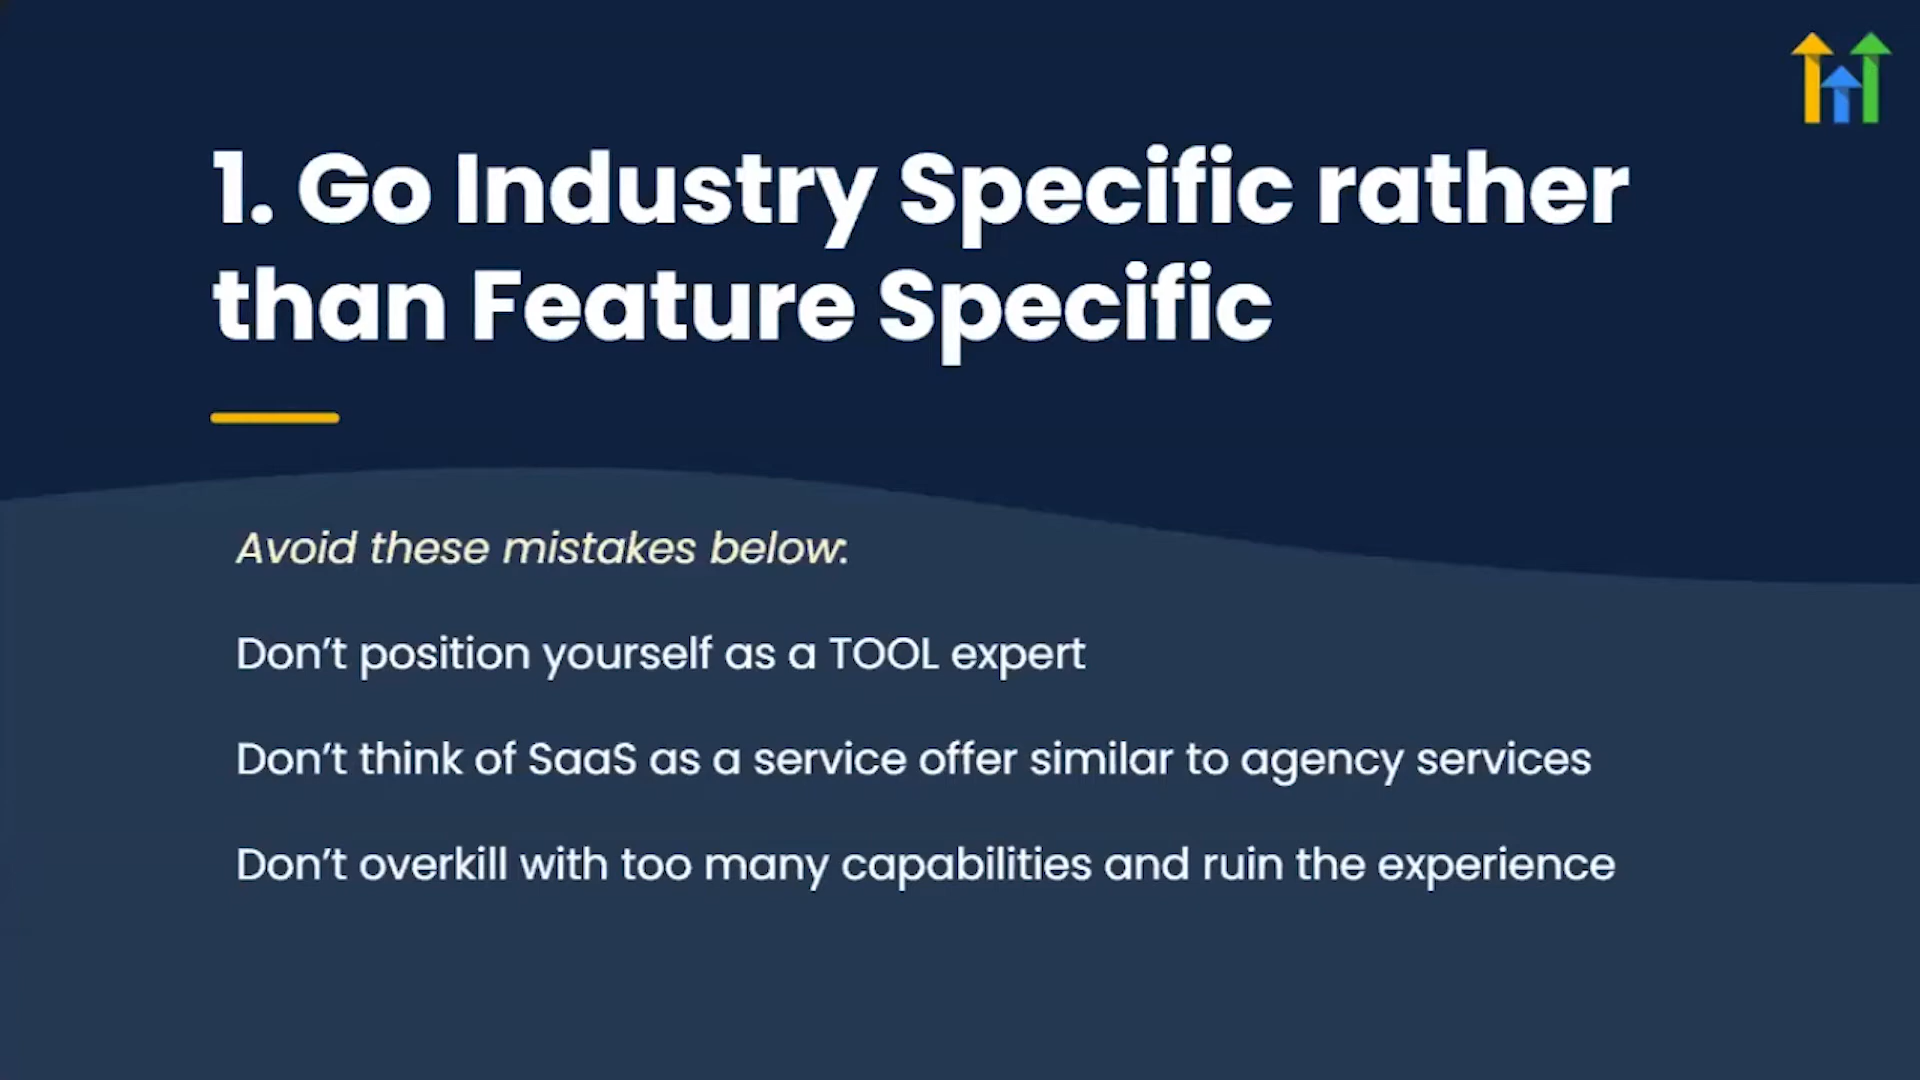 1. Go Industry Specific rather
than Feature Specific
Avoid these mistakes below:
Don’t position yourself as a TOOL expert
Don’t think of SaaS as a service offer similar to agency services
Don’t overkill with too many capabilities and ruin the experience